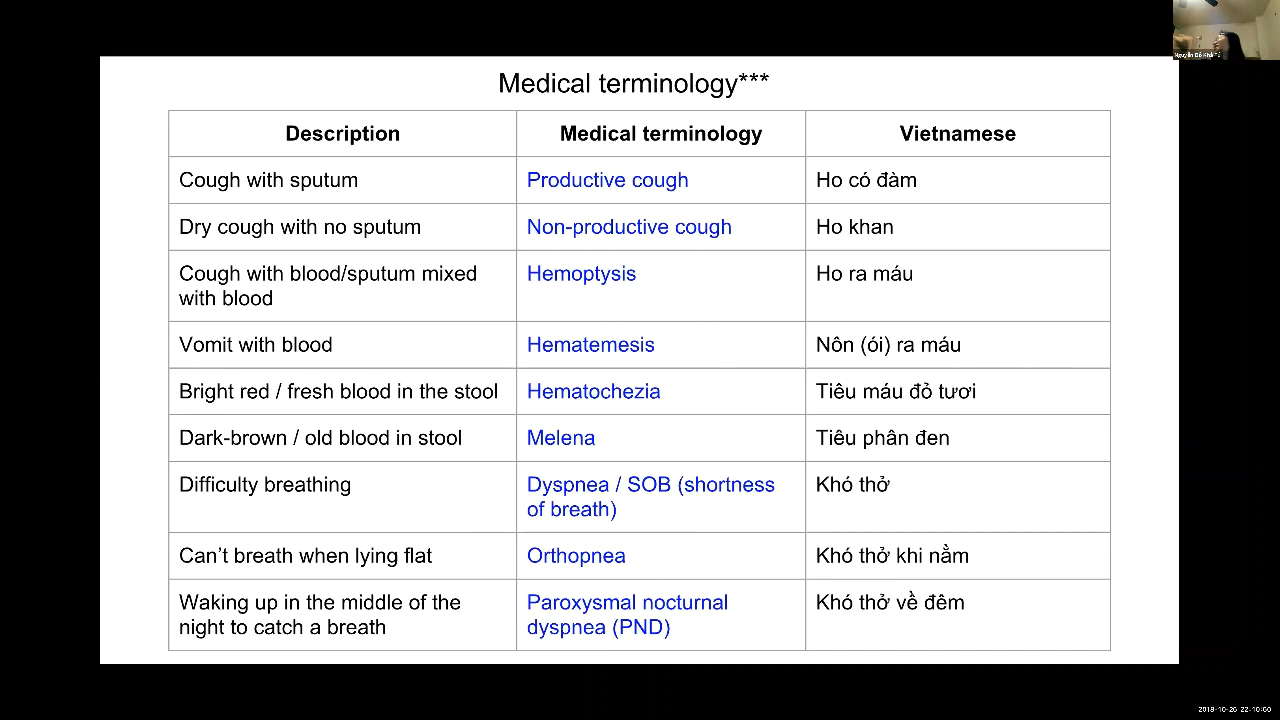 Medical terminology***
Description Medical terminology Vietnamese
Cough with sputum Productive cough Ho có đàm
Dry cough with no sputum Non-productive cough Ho khan
Cough with blood/sputum mixed Hemoptysis Ho ra máu
with blood
Vomit with blood Hematemesis Nôn (ói) ra máu
Bright red / fresh blood in the stool Hematochezia Tiêu máu đỏ tươi
Dark-brown / old blood in stool Melena Tiêu phân đen
Difficulty breathing Dyspnea / SOB (shortness Khó thở
of breath)
Can’t breath when lying flat Orthopnea Khó thở khi nằm
Waking up in the middle of the Paroxysmal nocturnal Khó thở về đêm
night to catch a breath dyspnea (PND)